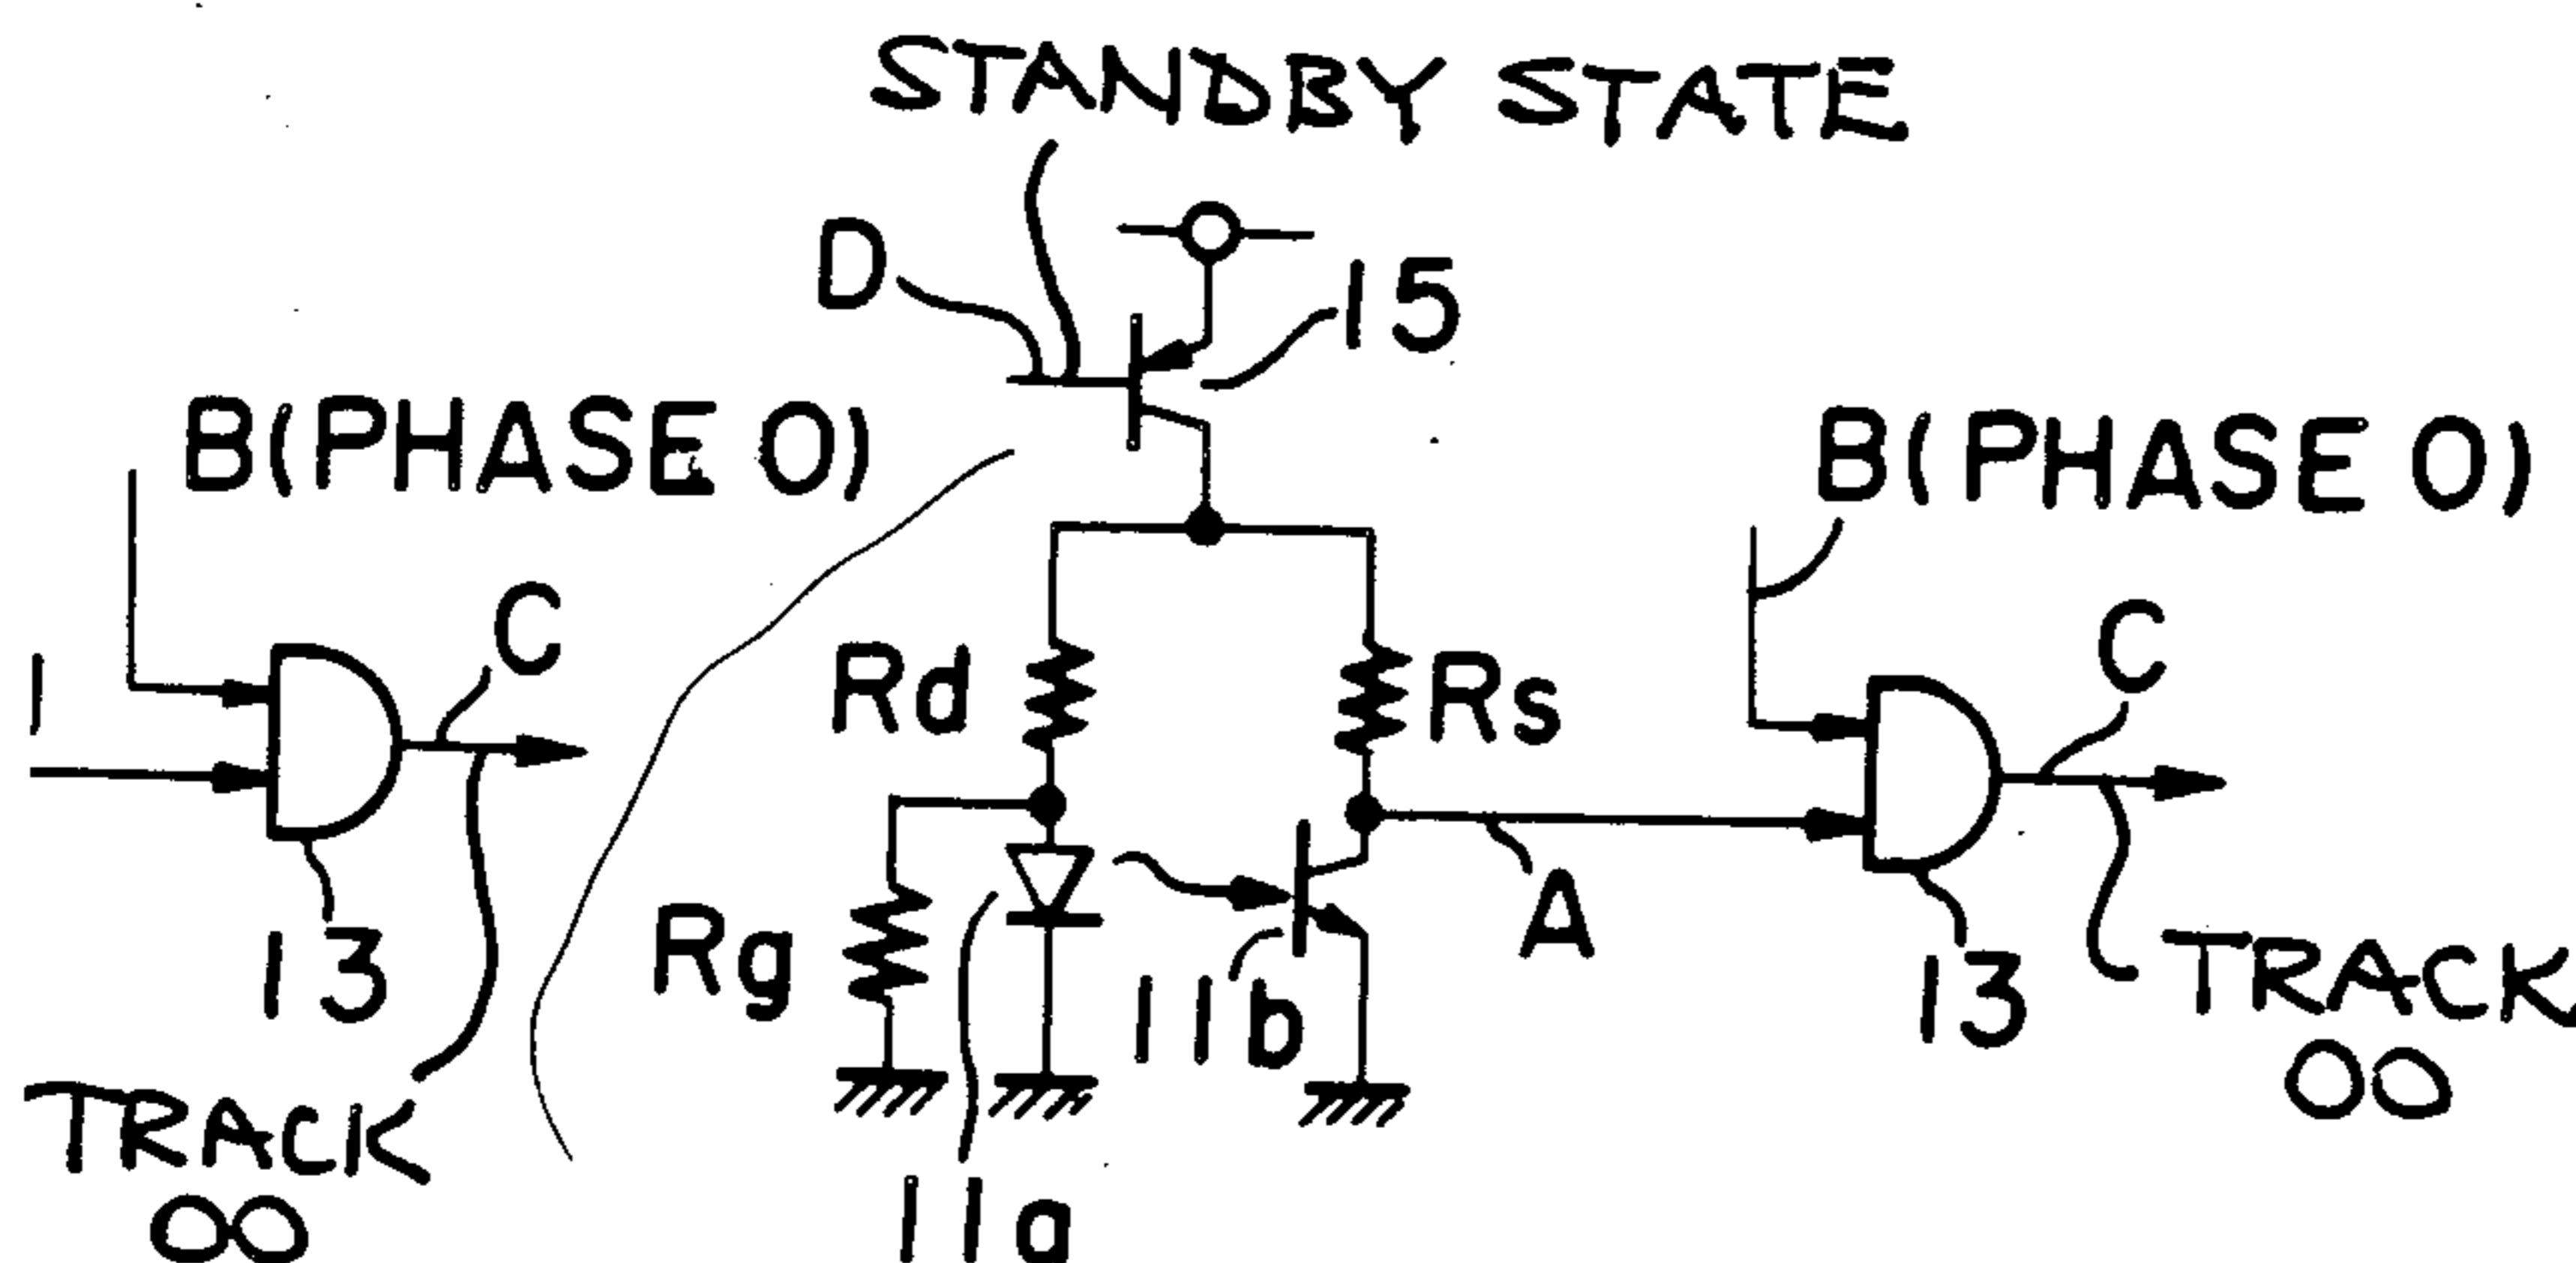 STANDBY STATE
D
15
B(PHASE 0)
B(PHASE 0)
C
C
1
Rd
Rs
Rg
A
13
11b
13
TRACK
00
TRACK
00
11a